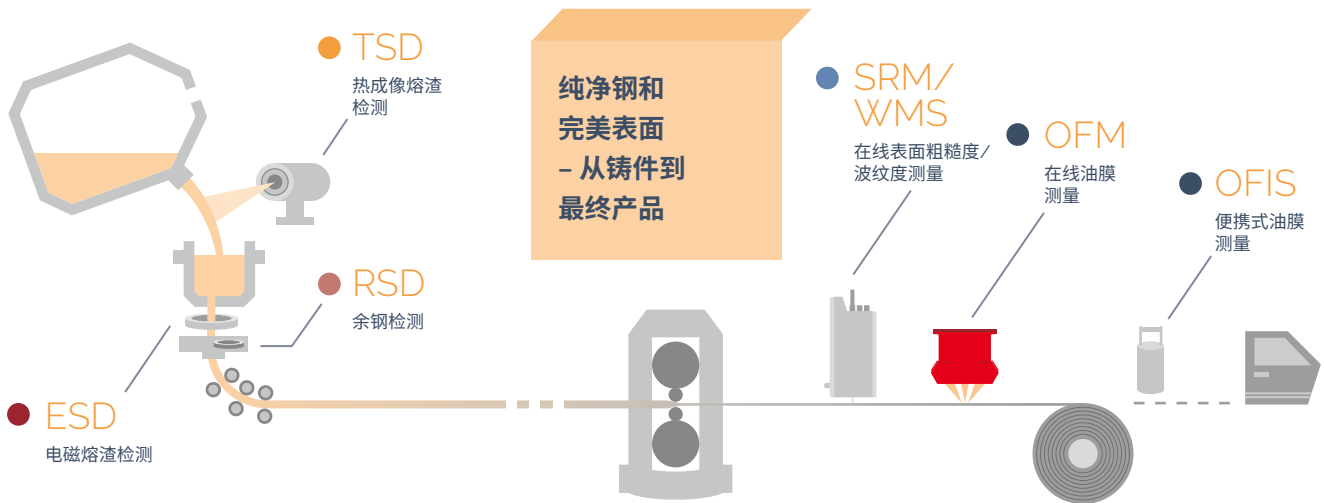 TSD
热成像熔渣
检测
纯净钢和
完美表面
– 从铸件到
最终产品
SRM/
WMS
在线表面粗糙度/
波纹度测量
OFM
在线油膜
测量
OFIS
便携式油膜
测量
RSD
余钢检测
ESD
电磁熔渣检测